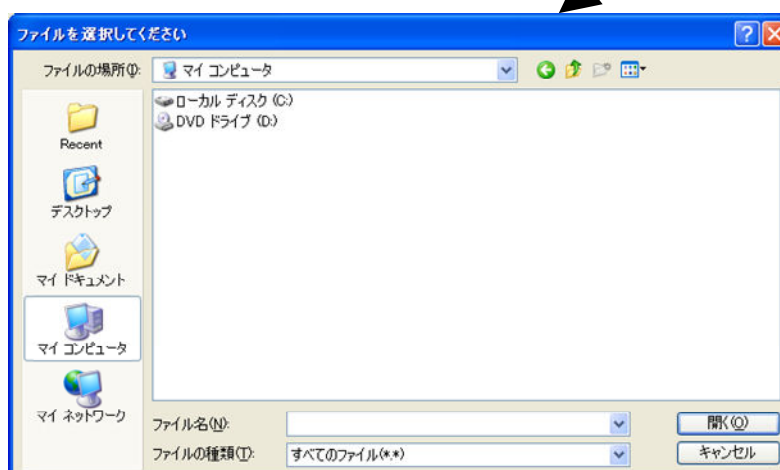 ファイルを選択してください
ファイルの場所(I):
マイ コンピュータ
ローカル ディスク (C:)
DVD ドライブ (D:)
Recent
デスクトップ
マイ ドキュメント
マイ コンピュータ
マイ ネットワーク
ファイル名(N):
開く(O)
ファイルの種類(T):
すべてのファイル(*.*)
キャンセル